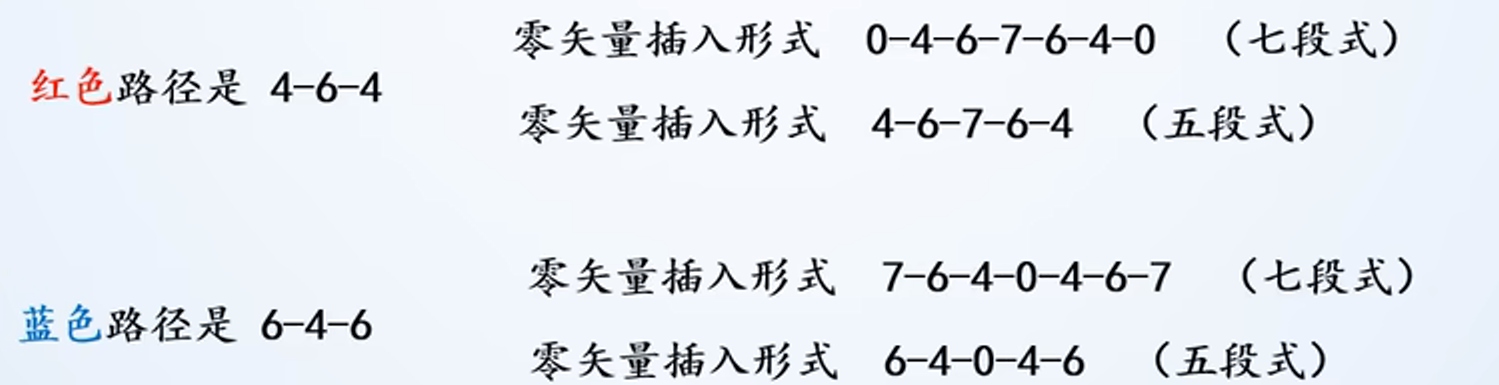 零矢量插入形式 0-4-6-7-6-4-0 （七段式）
红色路径是 4-6-4
零矢量插入形式 4-6-7-6-4 （五段式）
零矢量插入形式 7-6-4-0-4-6-7 （七段式）
蓝色路径是 6-4-6
零矢量插入形式 6-4-0-4-6 （五段式）